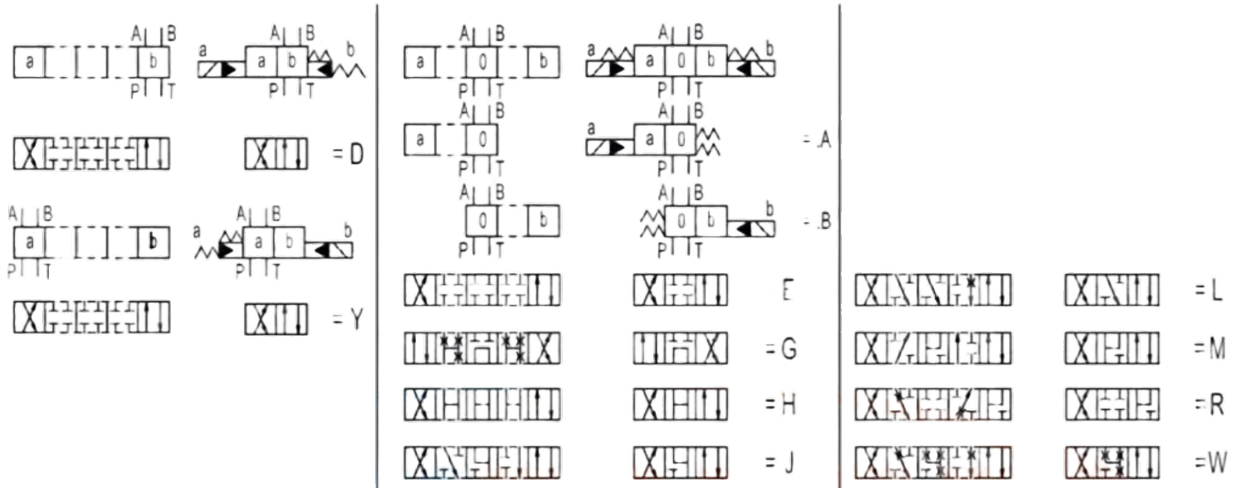 A B
a b
P T
a A B b
a b
P T
= D
A B
a b
P T
a A B b
a b
P T
= Y
A B
a 0 b
P T
a A B b
a 0 b
P T
A B
a 0
P T
a A B
a 0
P T
= .A
A B
0 b
P T
A B b
0 b
P T
= .B
E
= G
= H
= J
= L
= M
= R
= W